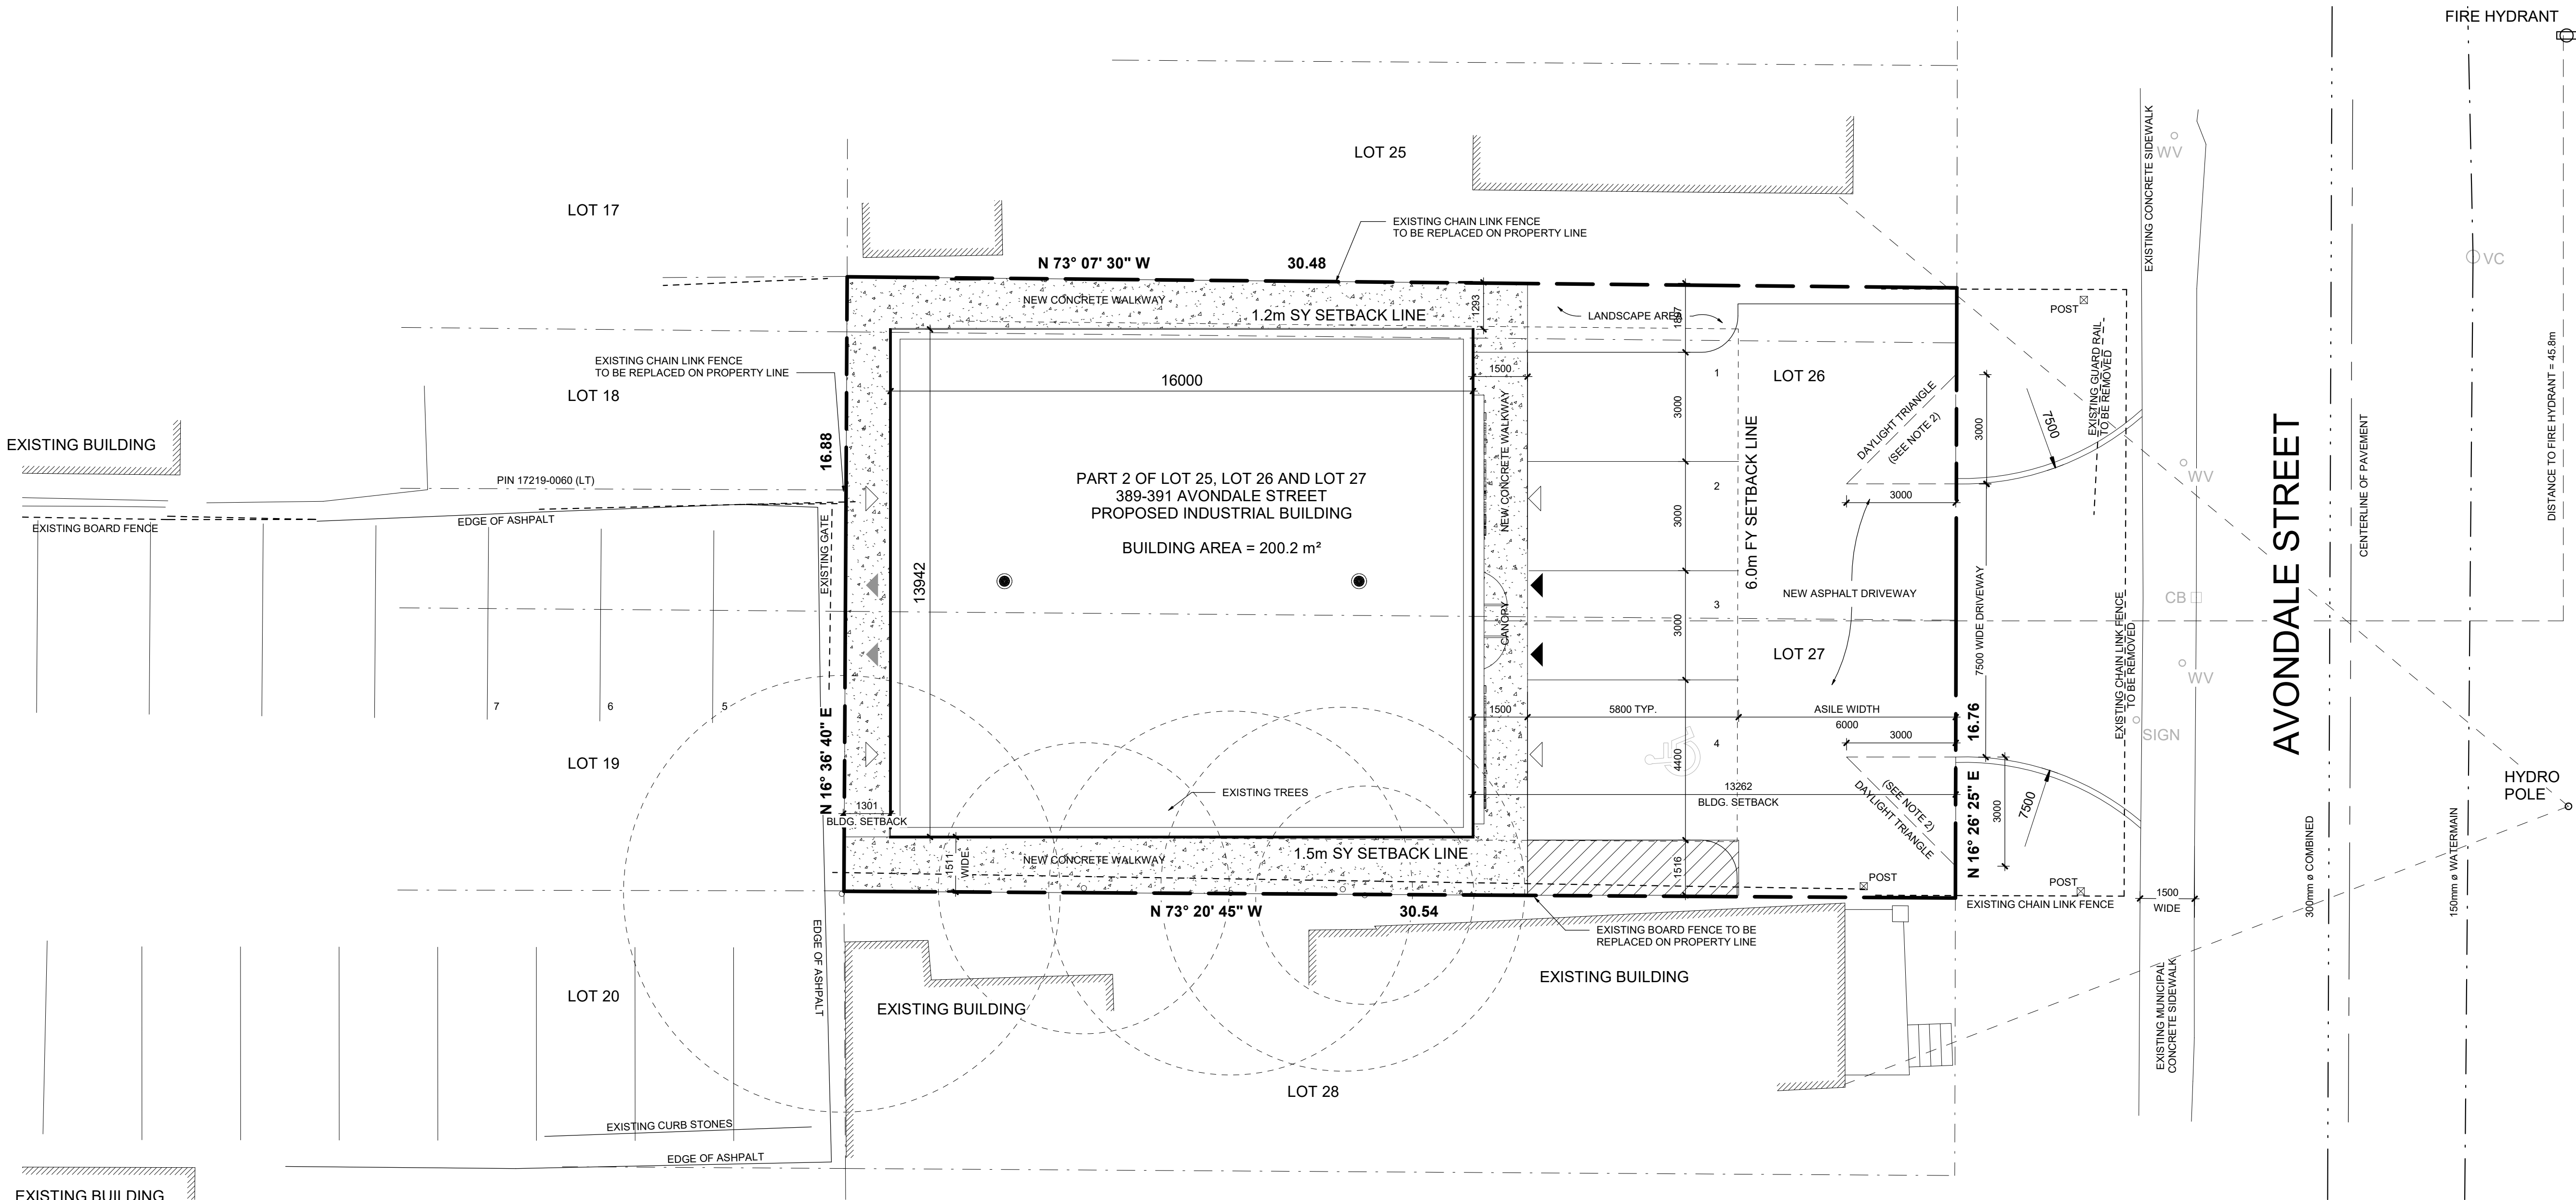 FIRE HYDRANT
LOT 25
LOT 17
EXISTING CHAIN LINK FENCE
TO BE REPLACED ON PROPERTY LINE
N 73° 07' 30" W
30.48
NEW CONCRETE WALKWAY
1.2m SY SETBACK LINE
1293
LANDSCAPE AREA
1897
POST
EXISTING GUARD RAIL
TO BE REMOVED
EXISTING CONCRETE SIDEWALK
WV
VC
DISTANCE TO FIRE HYDRANT = 45.8m
EXISTING CHAIN LINK FENCE
TO BE REPLACED ON PROPERTY LINE
LOT 18
EXISTING BUILDING
16.88
16000
1500
1
3000
LOT 26
DAYLIGHT TRIANGLE
(SEE NOTE 2)
3000
7500
NEW CONCRETE WALKWAY
6.0m FY SETBACK LINE
PIN 17219-0060 (LT)
EDGE OF ASHPALT
EXISTING BOARD FENCE
EXISTING GATE
PART 2 OF LOT 25, LOT 26 AND LOT 27
389-391 AVONDALE STREET
PROPOSED INDUSTRIAL BUILDING
BUILDING AREA = 200.2 m²
13942
2
3000
3000
WV
AVONDALE STREET
CENTERLINE OF PAVEMENT
CANOPY
3
3000
NEW ASPHALT DRIVEWAY
7500 WIDE DRIVEWAY
CB
EXISTING CHAIN LINK FENCE
TO BE REMOVED
LOT 27
WV
7
6
5
N 16° 36' 40" E
1500
5800 TYP.
ASILE WIDTH
6000
3000
16.76
SIGN
4
4400
LOT 19
EXISTING TREES
13262
BLDG. SETBACK
1301
BLDG. SETBACK
(SEE NOTE 2)
DAYLIGHT TRIANGLE
N 16° 26' 25" E
3000
7500
HYDRO
POLE
300mm ø COMBINED
150mm ø WATERMAIN
1511
WIDE
NEW CONCRETE WALKWAY
1.5m SY SETBACK LINE
1516
POST
POST
EXISTING CHAIN LINK FENCE
1500
WIDE
N 73° 20' 45" W
30.54
EXISTING BOARD FENCE TO BE
REPLACED ON PROPERTY LINE
EDGE OF ASHPALT
EXISTING BUILDING
EXISTING BUILDING
LOT 20
EXISTING MUNICIPAL
CONCRETE SIDEWALK
LOT 28
EXISTING CURB STONES
EDGE OF ASHPALT
EXISTING BUILDING